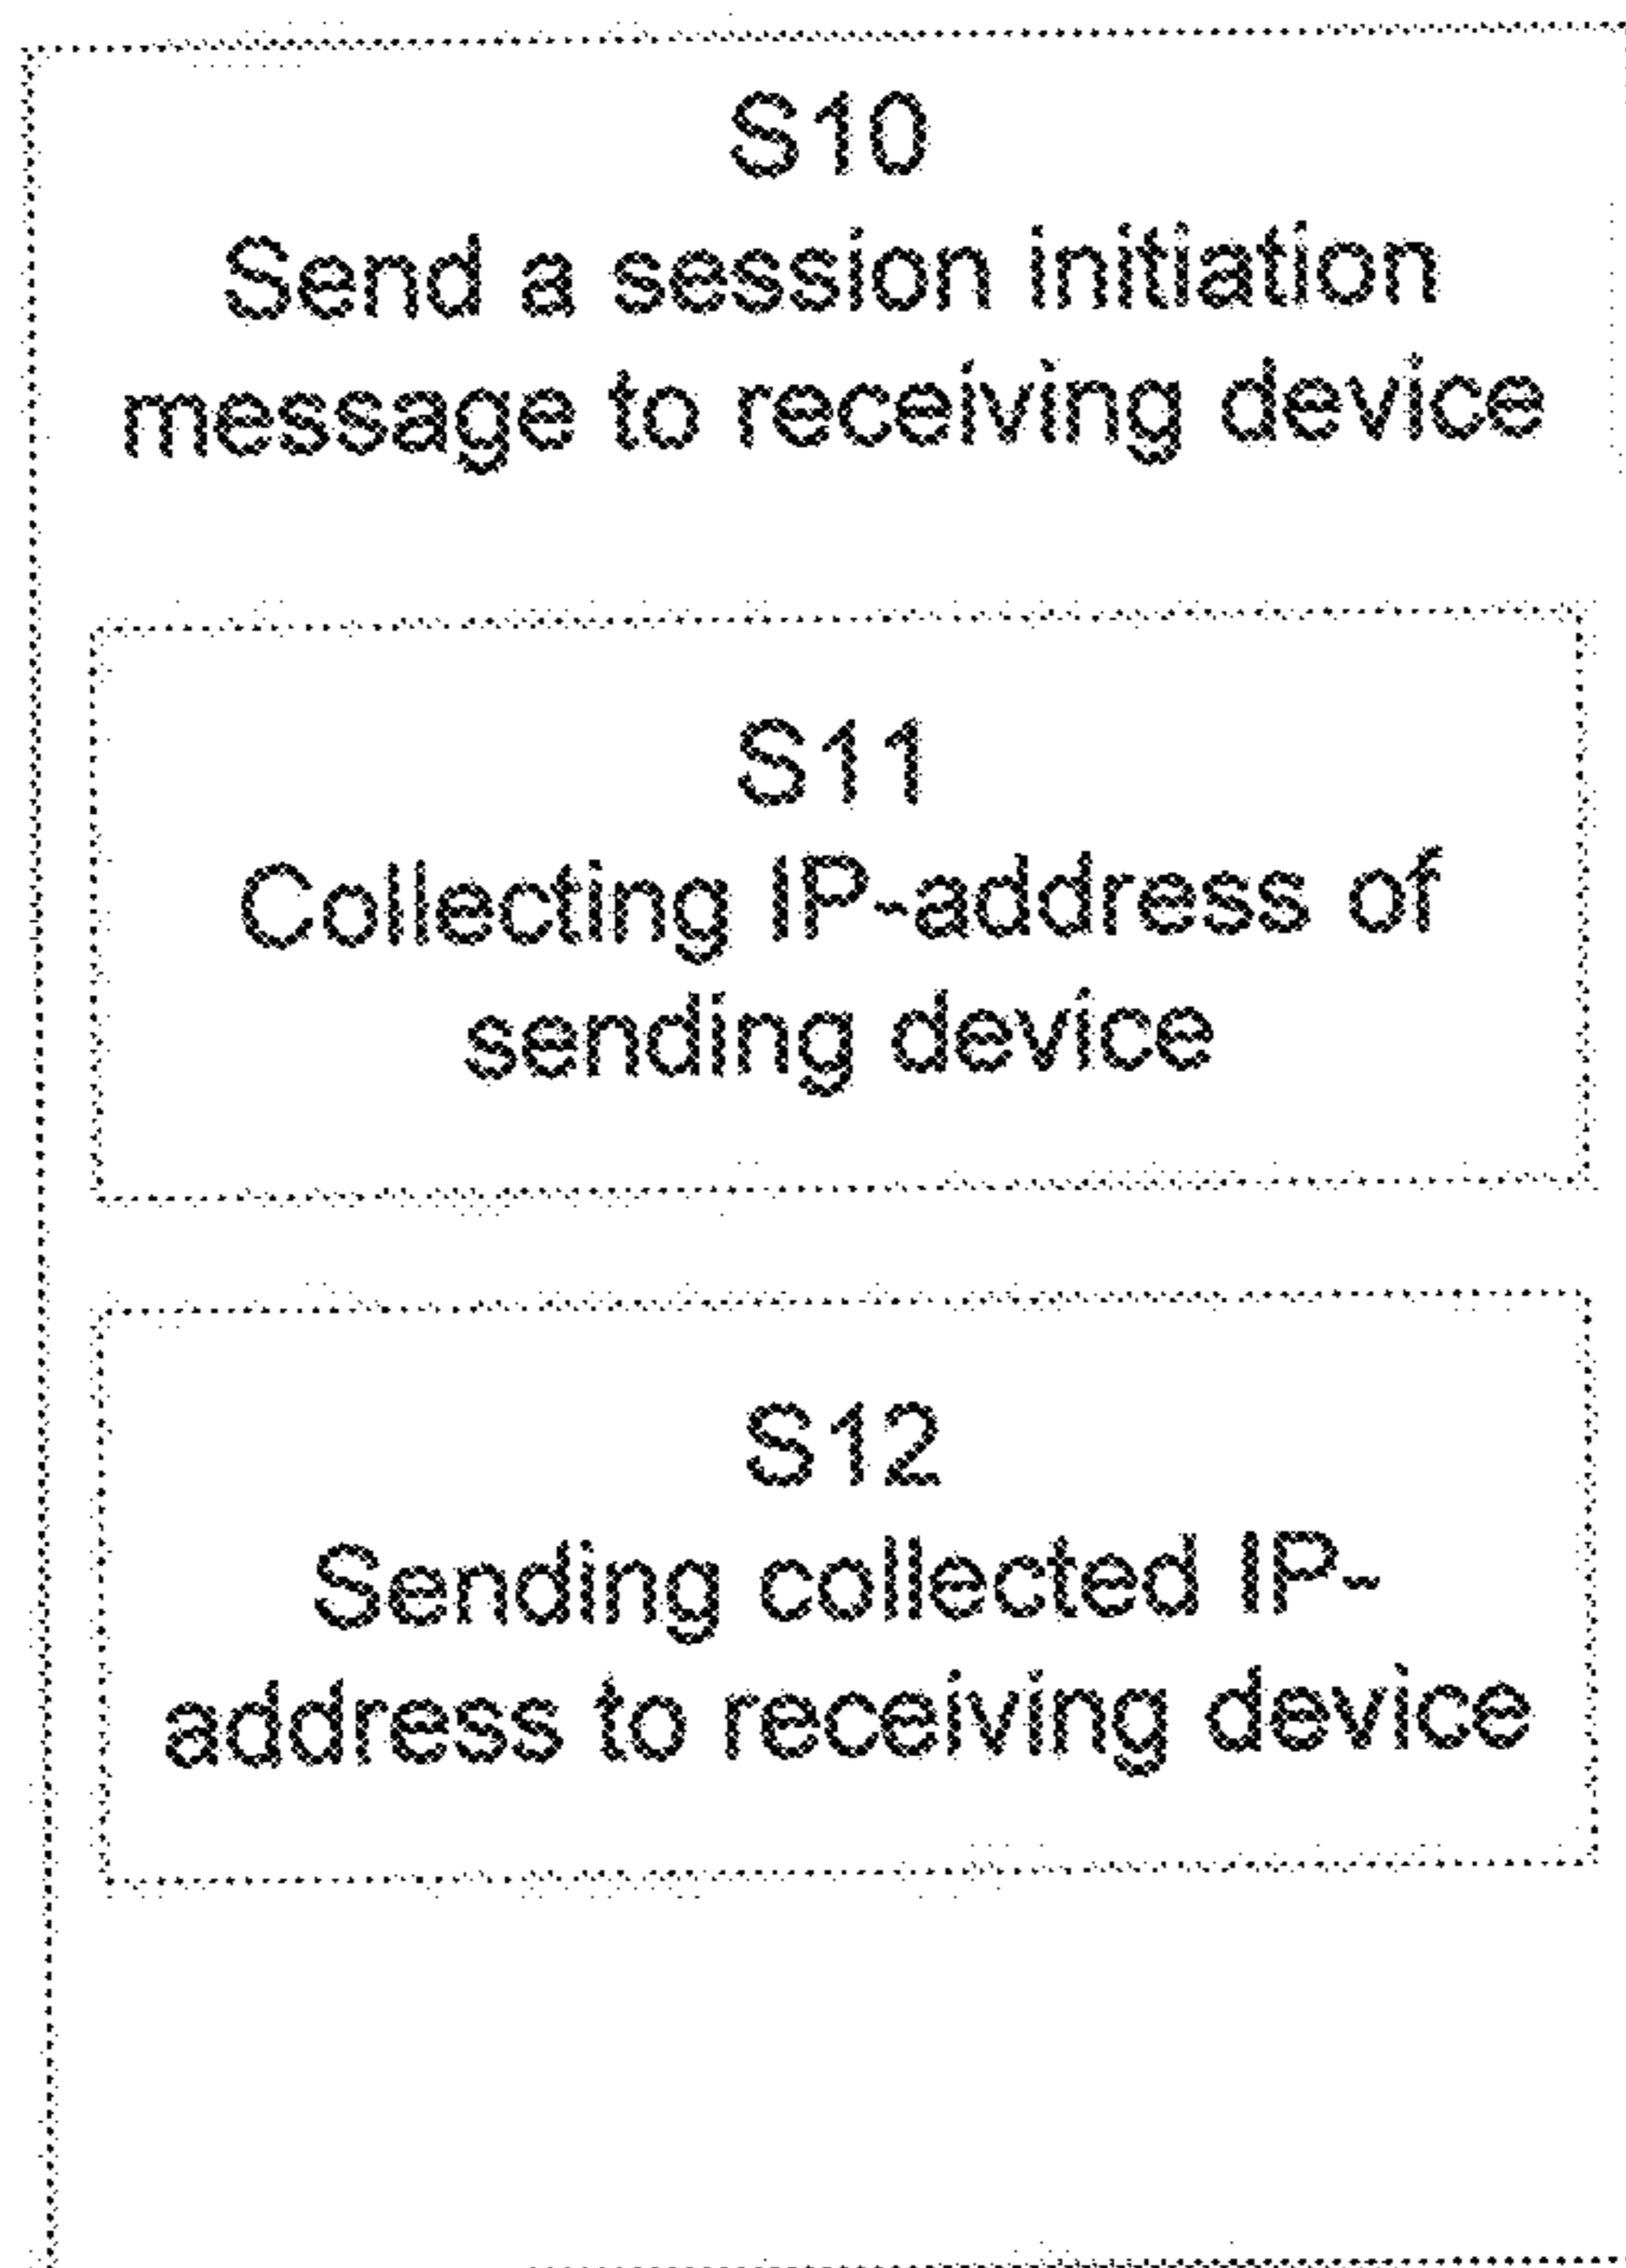 S10
Send a session initiation
message to receiving device
S11
Collecting IP-address of
sending device
S12
Sending collected IP-
address to receiving device